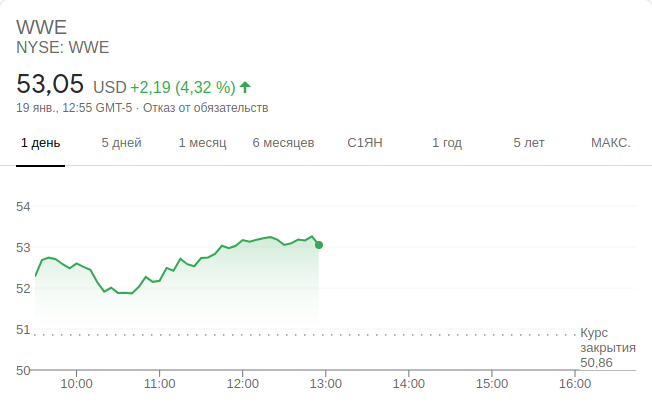 WWE
NYSE: WWE
53,05 USD +2,19 (4,32 %)
19 янв., 12:55 GMT-5 · Отказ от обязательств
1 день 5 дней 1 месяц 6 месяцев С1ЯН 1 год 5 лет МАКС.
54
53
52
51
Курс
закрытия
50,86
50
10:00 11:00 12:00 13:00 14:00 15:00 16:00